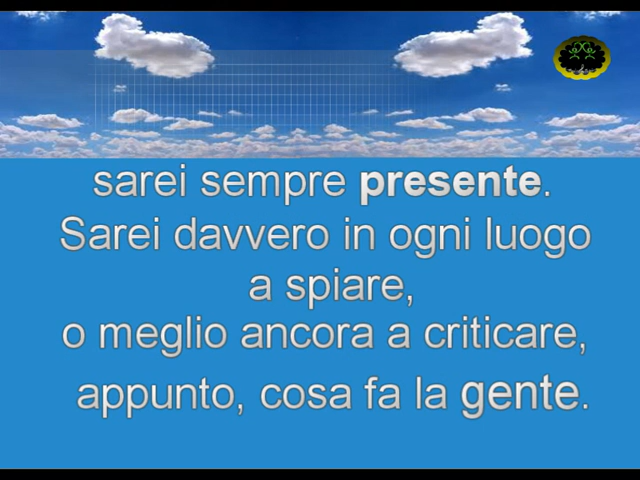 sarei sempre presente.
Sarei davvero in ogni luogo
a spiare,
o meglio ancora a criticare,
appunto, cosa fa la gente.